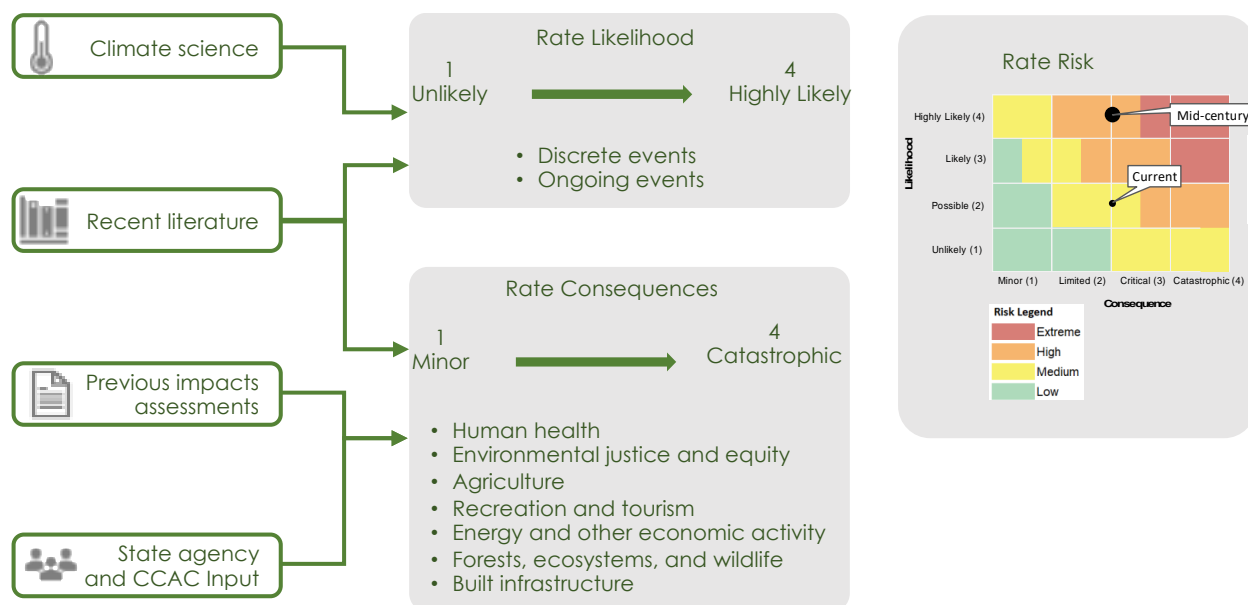 Climate science
Recent literature
Previous impacts
assessments
State agency
and CCAC Input
Rate Likelihood
1
Unlikely
4
Highly Likely
• Discrete events
• Ongoing events
Rate Consequences
1
Minor
4
Catastrophic
• Human health
• Environmental justice and equity
• Agriculture
• Recreation and tourism
• Energy and other economic activity
• Forests, ecosystems, and wildlife
• Built infrastructure
Rate Risk
Likelihood
Highly Likely (4)
Likely (3)
Possible (2)
Unlikely (1)
Mid-century
Current
Minor (1)
Limited (2)
Critical (3)
Catastrophic (4)
Consequence
Risk Legend
Extreme
High
Medium
Low